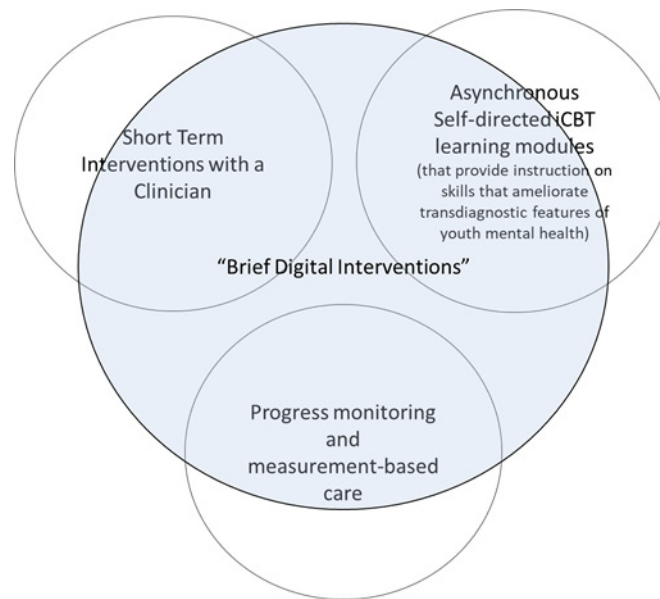 Short Term
Interventions with a
Clinician
Asynchronous
Self-directed iCBT
learning modules
(that provide instruction on
skills that ameliorate
transdiagnostic features of
youth mental health)
“Brief Digital Interventions”
Progress monitoring
and
measurement-based
care